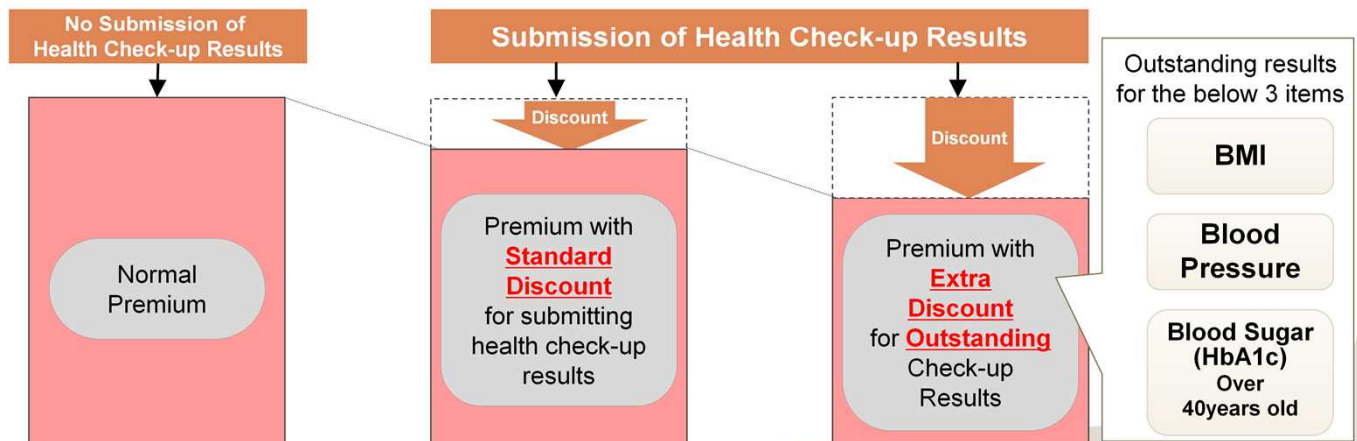 No Submission of
Health Check-up Results
Submission of Health Check-up Results
Normal
Premium
Discount
Premium with
Standard
Discount
for submitting
health check-up
results
Discount
Premium with
Extra
Discount
for Outstanding
Check-up
Results
Outstanding results
for the below 3 items
BMI
Blood
Pressure
Blood Sugar
(HbA1c)
Over
40years old